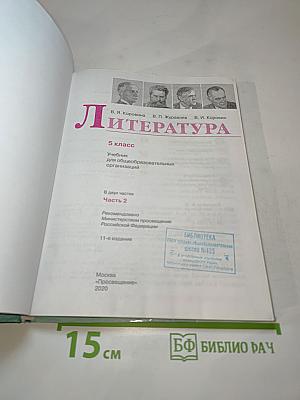 В. Я. Коровина В. П. Журавлев В. И. Коровин
ЛИТЕРАТУРА
5 класс
Учебник
для общеобразовательных
организаций
В двух частях
Часть 2
Рекомендовано
Министерством просвещения
Российской Федерации
11-е издание
Москва
«Просвещение»
2020
БИБЛИОТЕКА
15 см
БФ БИБЛИО